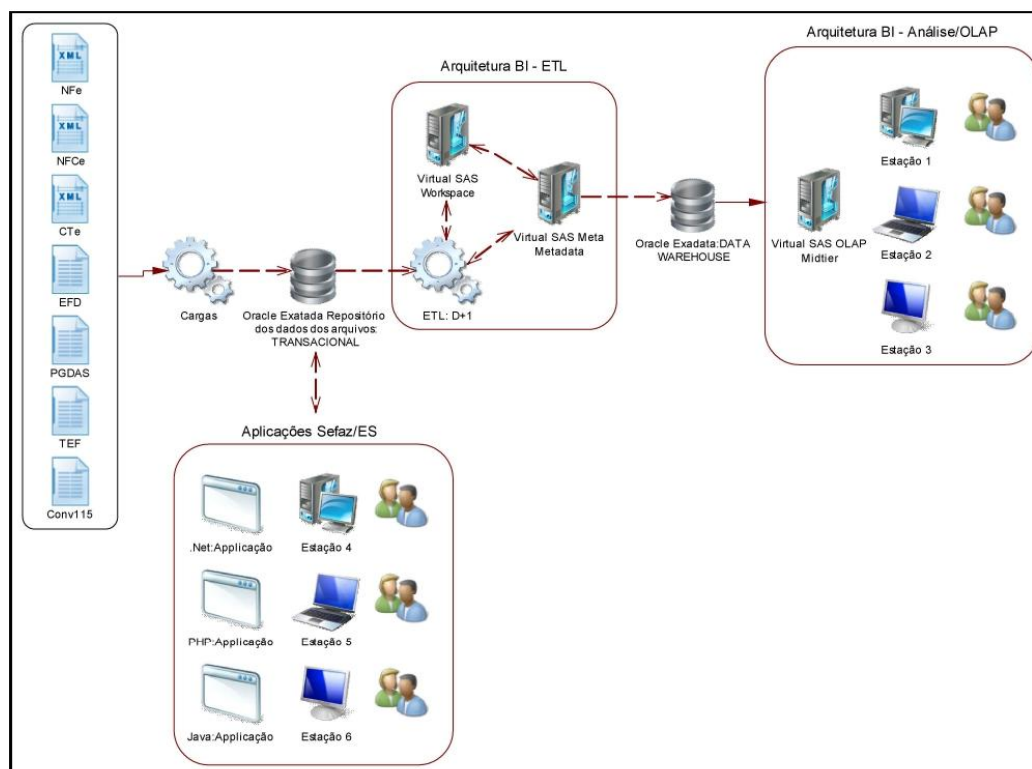 XML
NFe
XML
NFCe
XML
CTe
EFD
PGDAS
TEF
Conv115
Cargas
Oracle Exatada Repositório
dos dados dos arquivos:
TRANSACIONAL
Arquitetura BI - ETL
Virtual SAS
Workspace
Virtual SAS Meta
Metadata
ETL: D+1
Oracle Exadata:DATA
WAREHOUSE
Arquitetura BI - Análise/OLAP
Estação 1
Virtual SAS OLAP
Midtier
Estação 2
Estação 3
Aplicações Sefaz/ES
.Net:Applicação
Estação 4
PHP:Applicação
Estação 5
Java:Applicação
Estação 6